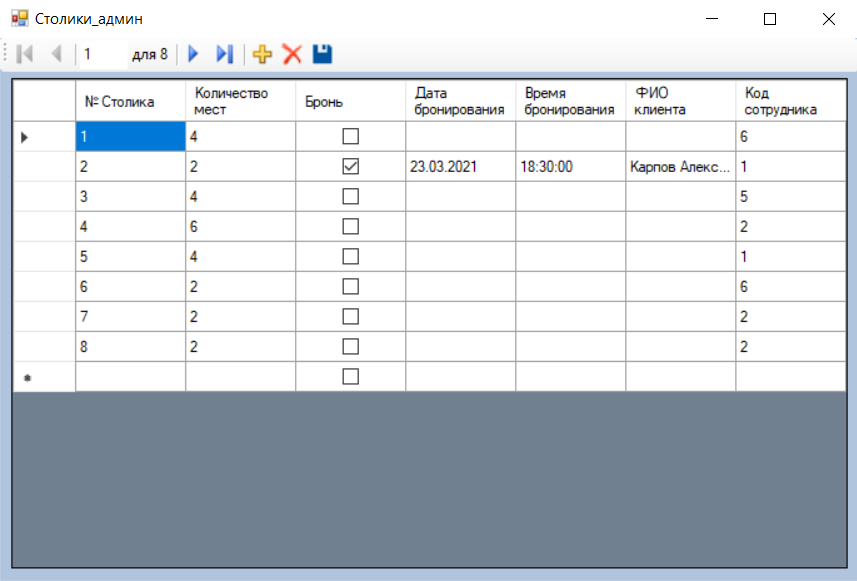 Столики_админ
1 для 8
№ Столика Количество мест Бронь Дата бронирования Время бронирования ФИО клиента Код сотрудника
1 4 6
2 2 23.03.2021 18:30:00 Карпов Алекс... 1
3 4 5
4 6 2
5 4 1
6 2 6
7 2 2
8 2 2